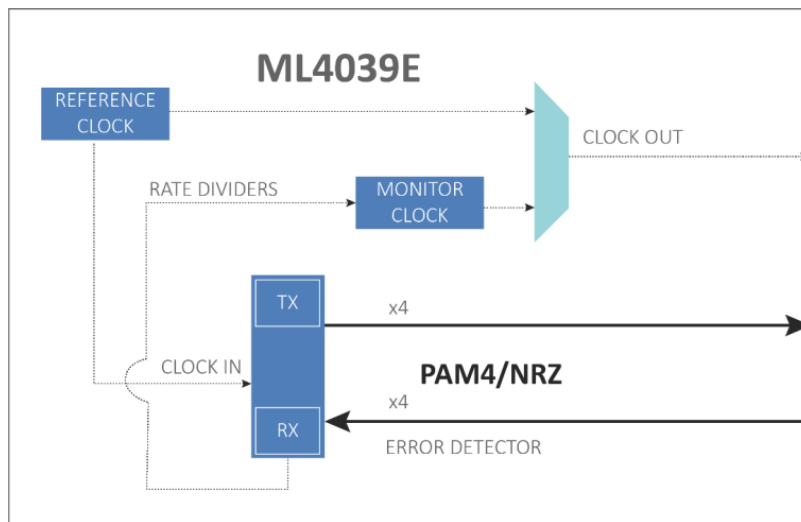 ML4039E
REFERENCE
CLOCK
CLOCK OUT
RATE DIVIDERS
MONITOR
CLOCK
TX
x4
CLOCK IN
PAM4/NRZ
x4
RX
ERROR DETECTOR